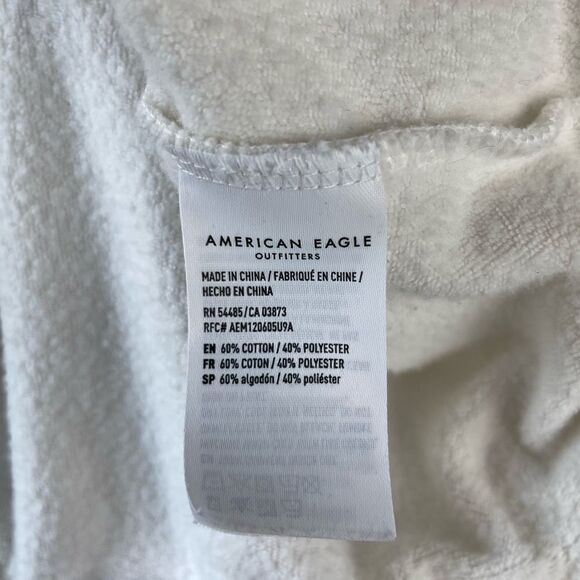 AMERICAN EAGLE
OUTFITTERS
MADE IN CHINA / FABRIQUÉ EN CHINE /
HECHO EN CHINA
RN 54485/CA 03873
RFC# AEM120605U9A
EN 60% COTTON / 40% POLYESTER
FR 60% COTON / 40% POLYESTER
SP 60% algodón / 40% poliéster